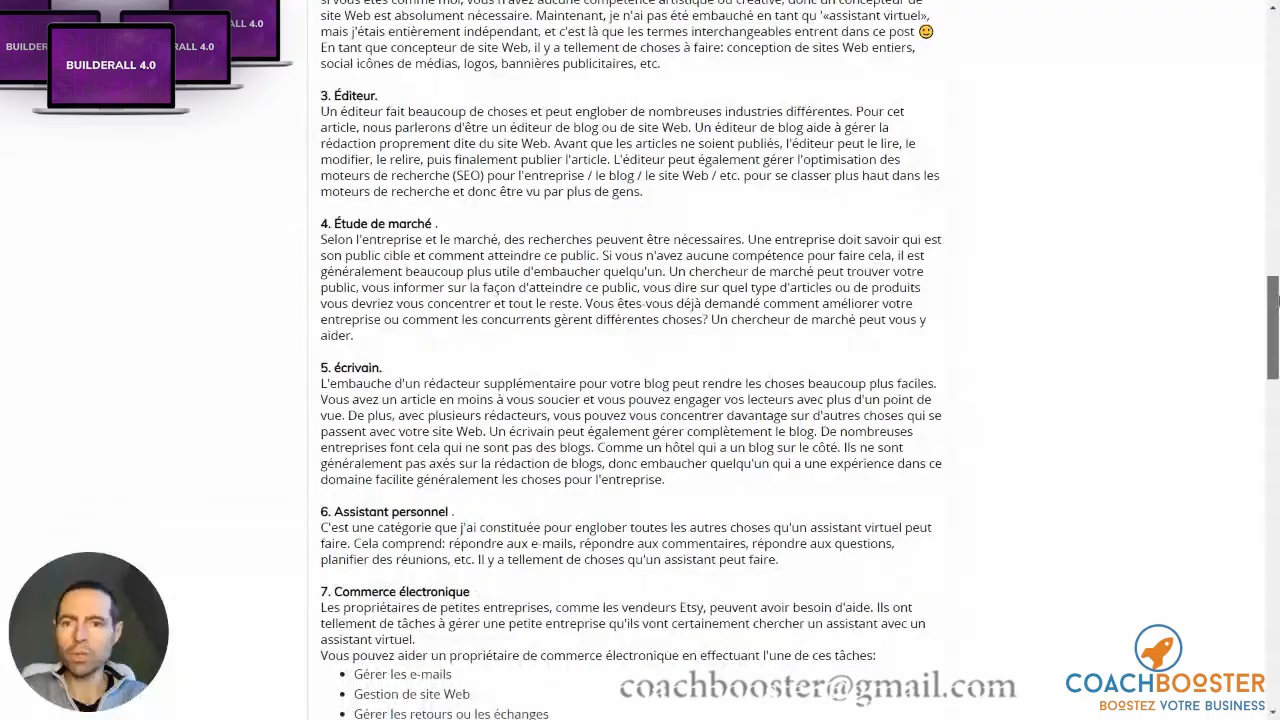 BUILDERALL 4.0
ALL 4.0
BUILDERA
ALL 4.0
si vous êtes comme moi, vous n'avez aucune compétence artistique ou créative, donc un concepteur de
site Web est absolument nécessaire. Maintenant, je n'ai pas été embauché en tant qu '«assistant virtuel»,
mais j'étais entièrement indépendant, et c'est là que les termes interchangeables entrent dans ce post 🙂
En tant que concepteur de site Web, il y a tellement de choses à faire: conception de sites Web entiers,
social icônes de médias, logos, bannières publicitaires, etc.
3. Éditeur.
Un éditeur fait beaucoup de choses et peut englober de nombreuses industries différentes. Pour cet
article, nous parlerons d'être un éditeur de blog ou de site Web. Un éditeur de blog aide à gérer la
rédaction proprement dite du site Web. Avant que les articles ne soient publiés, l'éditeur peut le lire, le
modifier, le relire, puis finalement publier l'article. L'éditeur peut également gérer l'optimisation des
moteurs de recherche (SEO) pour l'entreprise / le blog / le site Web / etc. pour se classer plus haut dans les
moteurs de recherche et donc être vu par plus de gens.
4. Étude de marché .
Selon l'entreprise et le marché, des recherches peuvent être nécessaires. Une entreprise doit savoir qui est
son public cible et comment atteindre ce public. Si vous n'avez aucune compétence pour faire cela, il est
généralement beaucoup plus utile d'embaucher quelqu'un. Un chercheur de marché peut trouver votre
public, vous informer sur la façon d'atteindre ce public, vous dire sur quel type d'articles ou de produits
vous devriez vous concentrer et tout le reste. Vous êtes-vous déjà demandé comment améliorer votre
entreprise ou comment les concurrents gèrent différentes choses? Un chercheur de marché peut vous y
aider.
5. écrivain.
L'embauche d'un rédacteur supplémentaire pour votre blog peut rendre les choses beaucoup plus faciles.
Vous avez un article en moins à vous soucier et vous pouvez engager vos lecteurs avec plus d'un point de
vue. De plus, avec plusieurs rédacteurs, vous pouvez vous concentrer davantage sur d'autres choses qui se
passent avec votre site Web. Un écrivain peut également gérer complètement le blog. De nombreuses
entreprises font cela qui ne sont pas des blogs. Comme un hôtel qui a un blog sur le côté. Ils ne sont
généralement pas axés sur la rédaction de blogs, donc embaucher quelqu'un qui a une expérience dans ce
domaine facilite généralement les choses pour l'entreprise.
6. Assistant personnel .
C'est une catégorie que j'ai constituée pour englober toutes les autres choses qu'un assistant virtuel peut
faire. Cela comprend: répondre aux e-mails, répondre aux commentaires, répondre aux questions,
planifier des réunions, etc. Il y a tellement de choses qu'un assistant peut faire.
7. Commerce électronique
Les propriétaires de petites entreprises, comme les vendeurs Etsy, peuvent avoir besoin d'aide. Ils ont
tellement de tâches à gérer une petite entreprise qu'ils vont certainement chercher un assistant avec un
assistant virtuel.
Vous pouvez aider un propriétaire de commerce électronique en effectuant l'une de ces tâches:
• Gérer les e-mails
• Gestion de site Web
• Gérer les retours ou les échanges
coachbooster@gmail.com
COACHBOOSTER
BOOSTEZ VOTRE BUSINESS